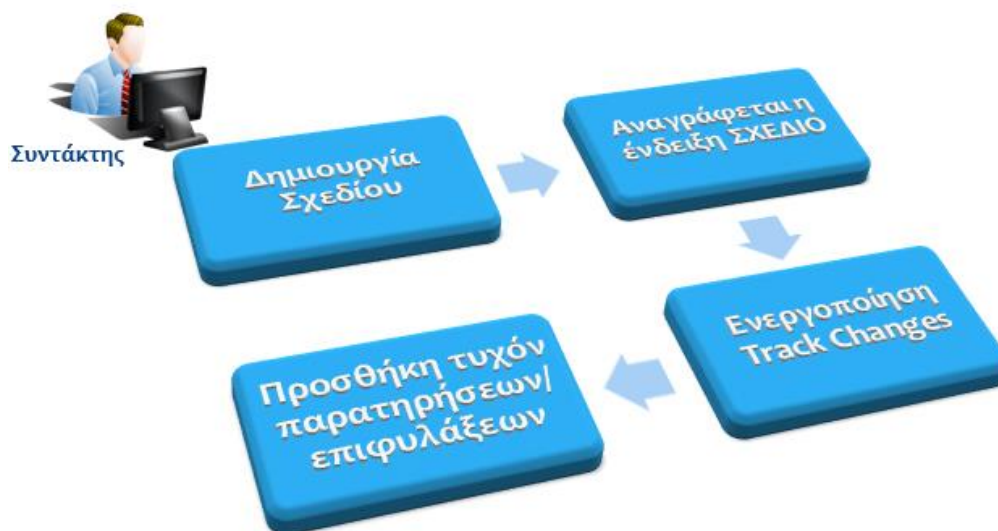 Συντάκτης
Δημιουργία
Σχεδίου
Αναγράφεται η
ένδειξη ΣΧΕΔΙΟ
Ενεργοποίηση
Track Changes
Προσθήκη τυχόν
παρατηρήσεων/
επιφυλάξεων